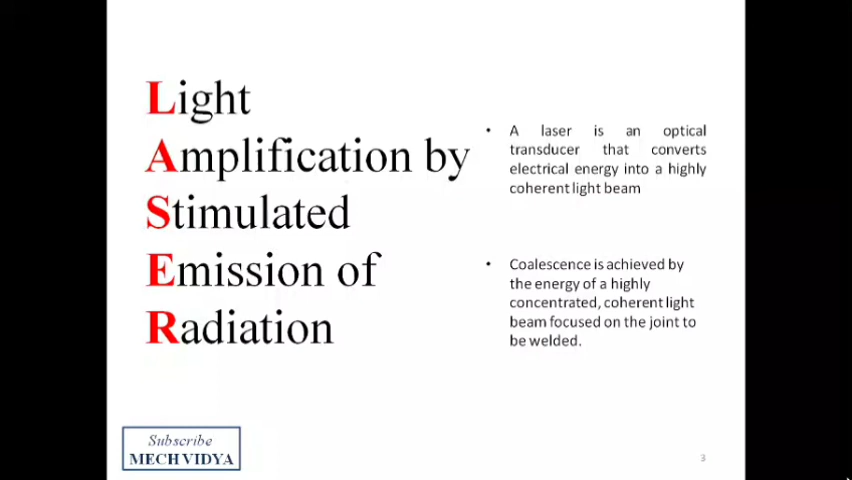 Light
Amplification by
Stimulated
Emission of
Radiation
• A laser is an optical
transducer that converts
electrical energy into a highly
coherent light beam
• Coalescence is achieved by
the energy of a highly
concentrated, coherent light
beam focused on the joint to
be welded.
Subscribe
MECH VIDYA
3